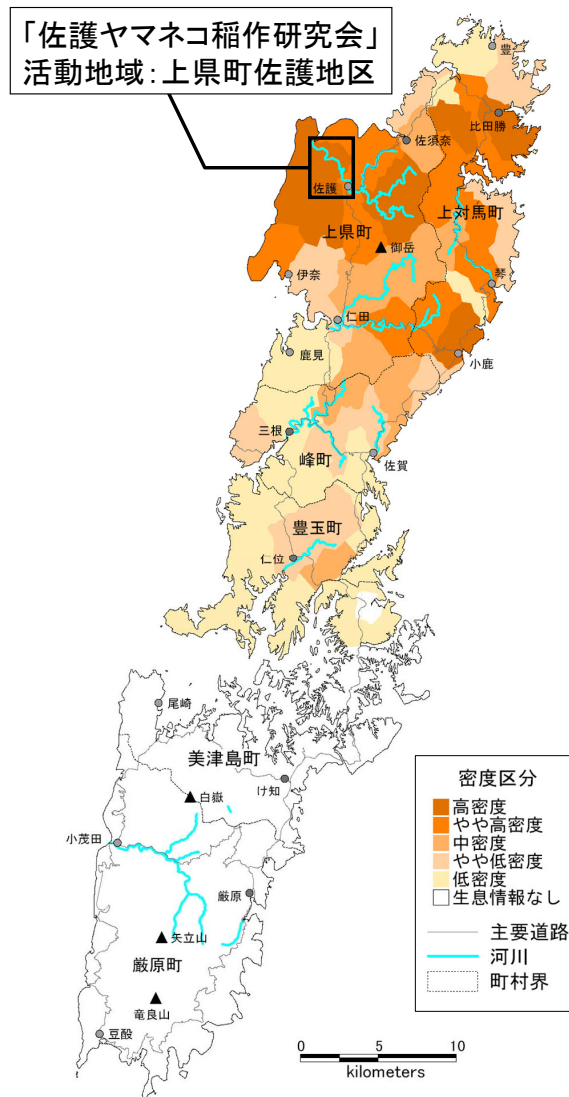 「佐護ヤマネコ稲作研究会」
活動地域:上県町佐護地区
豊
比田勝
佐須奈
佐護
上対馬町
上県町
御岳
伊奈
琴
仁田
鹿見
小鹿
三根
峰町
佐賀
豊玉町
仁位
尾崎
美津島町
け知
白嶽
小茂田
厳原
矢立山
厳原町
竜良山
豆酘
密度区分
高密度
やや高密度
中密度
やや低密度
低密度
生息情報なし
主要道路
河川
町村界
0 5 10
kilometers